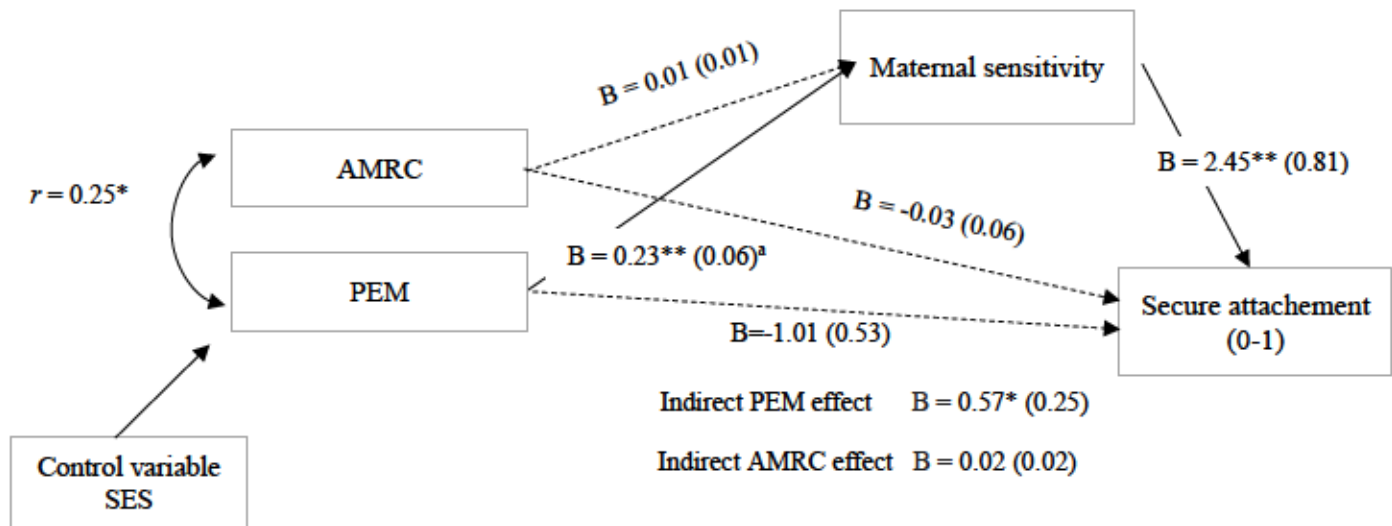 Maternal sensitivity
B = 0.01 (0.01)
AMRC
r = 0.25*
B = 2.45** (0.81)
B = -0.03 (0.06)
B = 0.23** (0.06)ª
PEM
Secure attachement
(0-1)
B=-1.01 (0.53)
Indirect PEM effect B = 0.57* (0.25)
Indirect AMRC effect B = 0.02 (0.02)
Control variable
SES